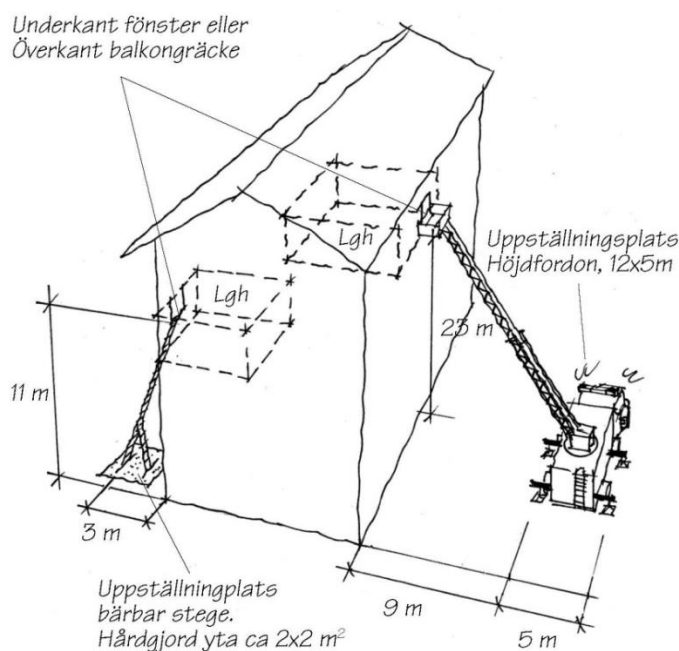 Underkant fönster eller
Överkant balkongräcke
Lgh
Uppställningsplats
Höjdfordon, 12x5m
Lgh
23 m
11 m
3 m
9 m
5 m
Uppställningplats
bärbar stege.
Hårdgjord yta ca 2x2 m²